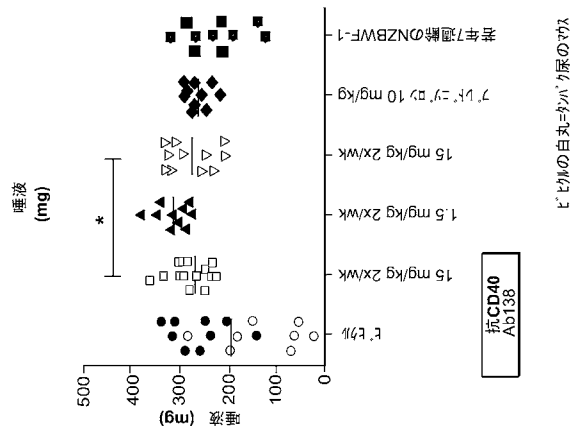 唾液
(mg)
唾液
(mg)
500
400
300
200
100
0
*
ﾋﾞﾋｸﾙ
15 mg/kg 2x/wk
1.5 mg/kg 2x/wk
15 mg/kg 2x/wk
ﾌﾟﾚﾄﾞﾆｿﾞﾛﾝ 10 mg/kg
若年7週齢のNZBWF-1
抗CD40
Ab138
ﾋﾞﾋｸﾙの白丸=ﾀﾝﾊﾟｸ尿のﾏｳｽ